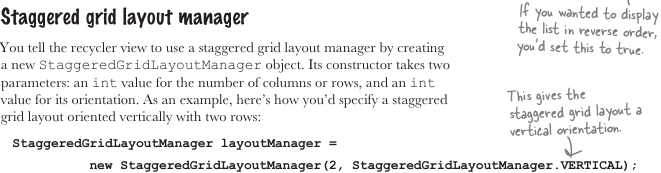 Staggered grid layout manager
You tell the recycler view to use a staggered grid layout manager by creating
a new StaggeredGridLayoutManager object. Its constructor takes two
parameters: an int value for the number of columns or rows, and an int
value for its orientation. As an example, here's how you'd specify a staggered
grid layout oriented vertically with two rows:
StaggeredGridLayoutManager layoutManager =
new StaggeredGridLayoutManager(2, StaggeredGridLayoutManager.VERTICAL);
If you wanted to display
the list in reverse order,
you'd set this to true.
This gives the
staggered grid layout a
vertical orientation.